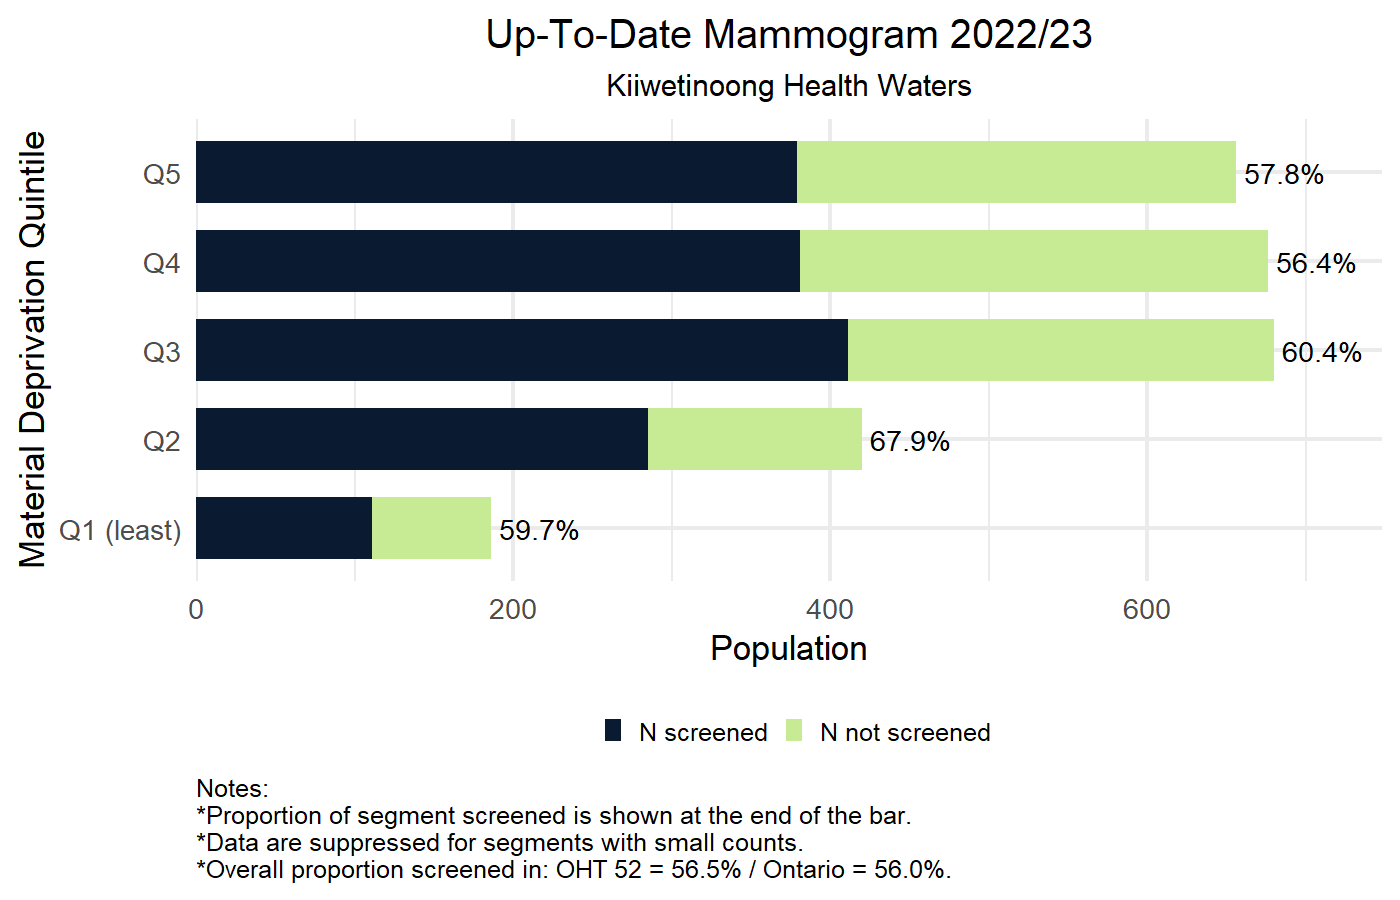 Up-To-Date Mammogram 2022/23
Kiiwetinoong Health Waters
Material Deprivation Quintile
Q5
57.8%
Q4
56.4%
Q3
60.4%
Q2
67.9%
Q1 (least)
59.7%
0
200
400
600
Population
N screened
N not screened
Notes:
*Proportion of segment screened is shown at the end of the bar.
*Data are suppressed for segments with small counts.
*Overall proportion screened in: OHT 52 = 56.5% / Ontario = 56.0%.